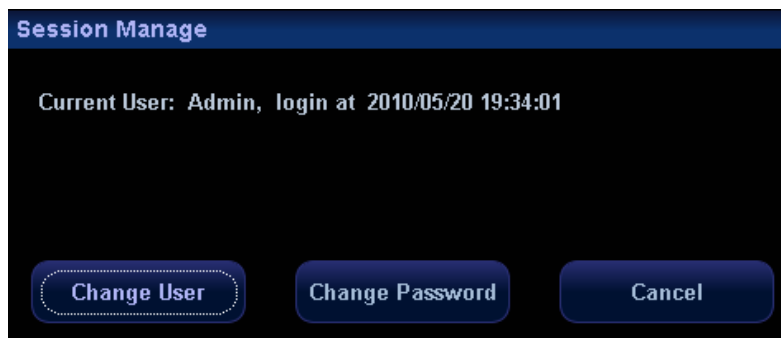 Session Manage
Current User: Admin, login at 2010/05/20 19:34:01
Change User Change Password Cancel